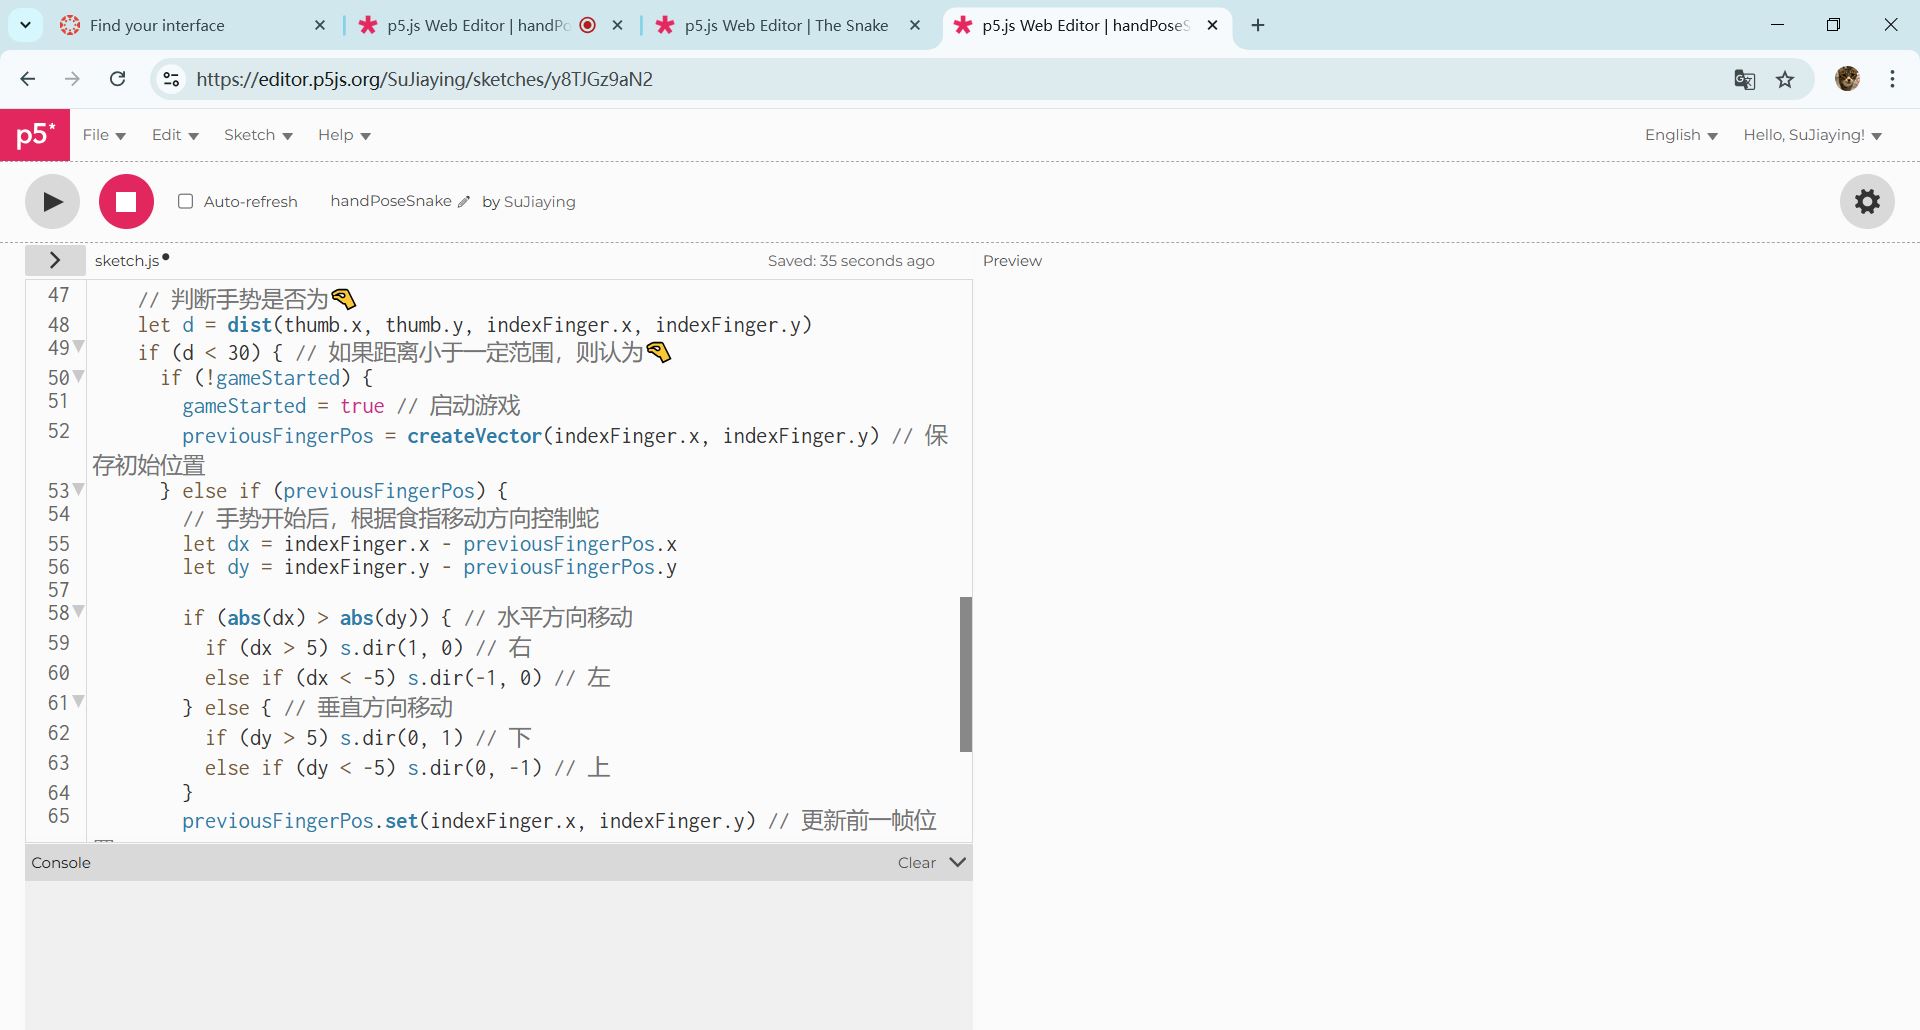 Find your interface
p5.js Web Editor | handPo
p5.js Web Editor | The Snake
p5.js Web Editor | handPoseS
https://editor.p5js.org/SuJiaying/sketches/y8TJGz9aN2
p5*
File
Edit
Sketch
Help
English
Hello, SuJiaying!
Auto-refresh
handPoseSnake
by SuJiaying
sketch.js
Saved: 35 seconds ago
Preview
47 // 判断手势是否为🤏
48 let d = dist(thumb.x, thumb.y, indexFinger.x, indexFinger.y)
49 if (d < 30) { // 如果距离小于一定范围，则认为🤏
50 if (!gameStarted) {
51 gameStarted = true // 启动游戏
52 previousFingerPos = createVector(indexFinger.x, indexFinger.y) // 保
存初始位置
53 } else if (previousFingerPos) {
54 // 手势开始后，根据食指移动方向控制蛇
55 let dx = indexFinger.x - previousFingerPos.x
56 let dy = indexFinger.y - previousFingerPos.y
57
58 if (abs(dx) > abs(dy)) { // 水平方向移动
59 if (dx > 5) s.dir(1, 0) // 右
60 else if (dx < -5) s.dir(-1, 0) // 左
61 } else { // 垂直方向移动
62 if (dy > 5) s.dir(0, 1) // 下
63 else if (dy < -5) s.dir(0, -1) // 上
64 }
65 previousFingerPos.set(indexFinger.x, indexFinger.y) // 更新前一帧位
Console
Clear